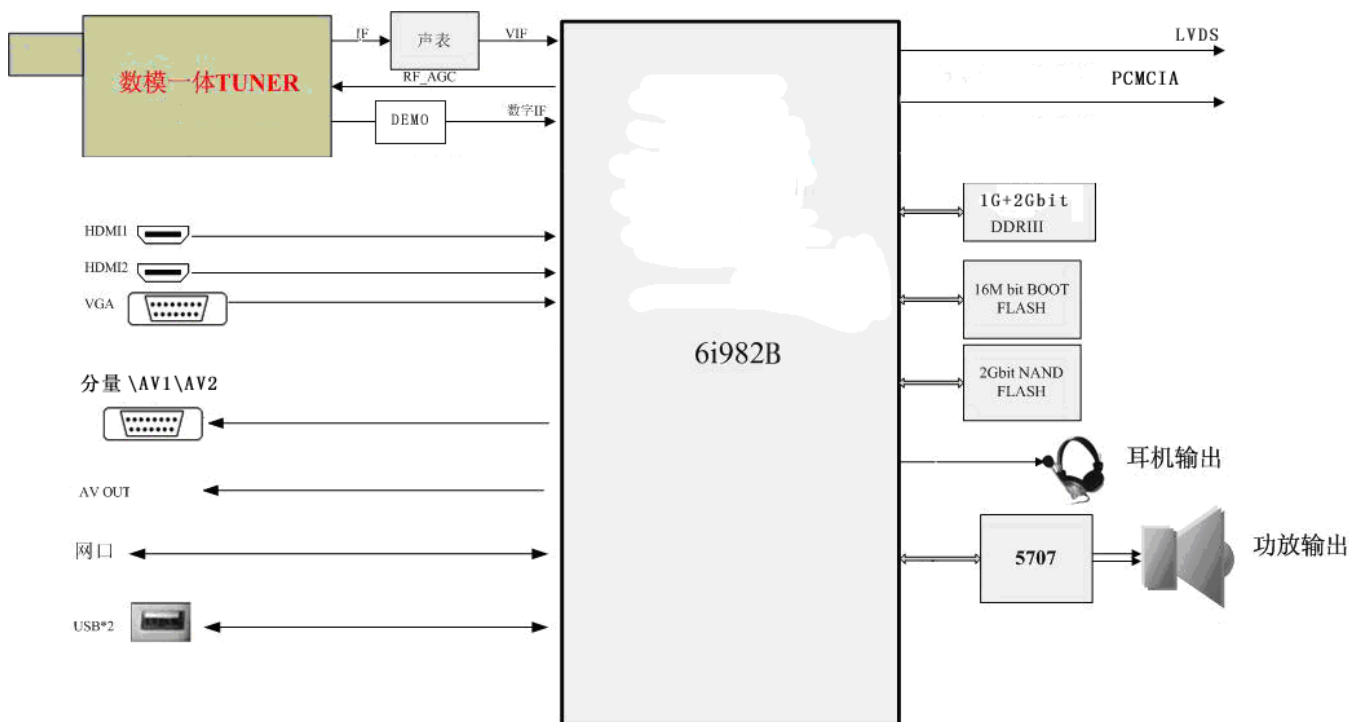 IF
声表
VIF
数模一体TUNER
RF_AGC
DEMO
数字IF
HDMI1
HDMI2
VGA
分量 \AV1\AV2
AV OUT
网口
USB*2
6i982B
LVDS
PCMCIA
1G+2Gbit
DDRIII
16M bit BOOT
FLASH
2Gbit NAND
FLASH
耳机输出
5707
功放输出